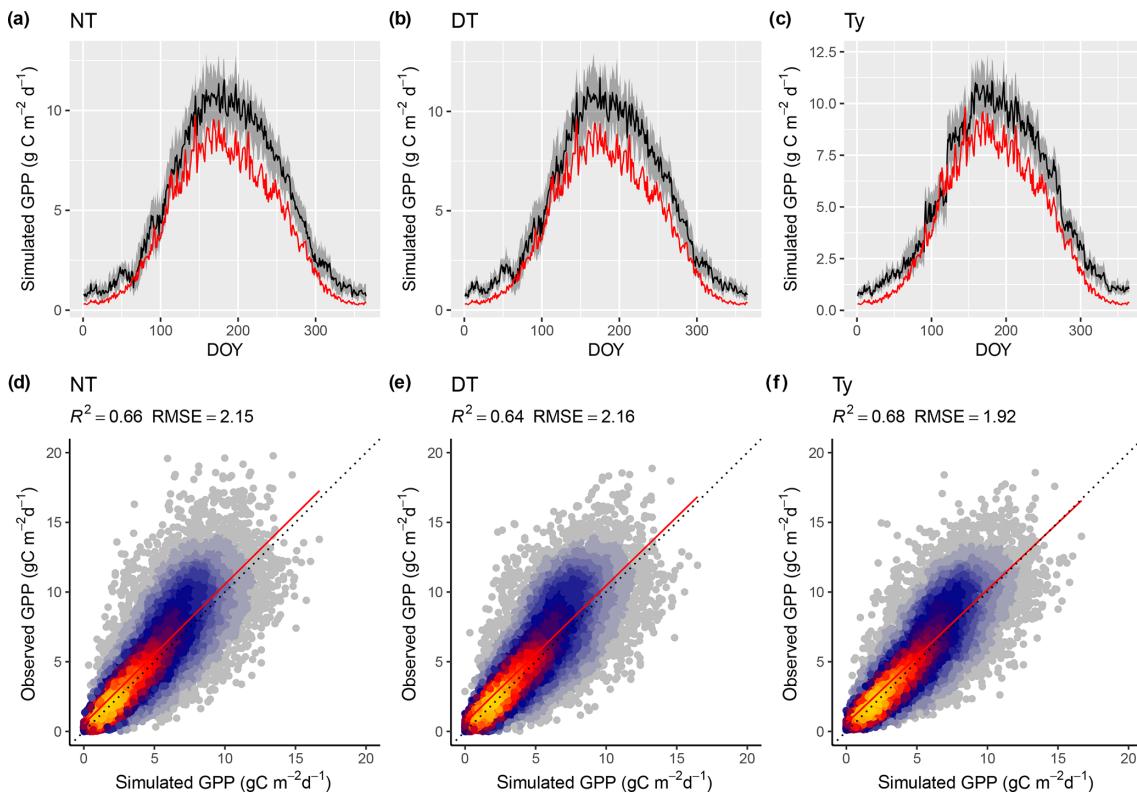 (a) NT
Simulated GPP (g C m⁻² d⁻¹)
10
5
0
0 100 200 300
DOY
(b) DT
Simulated GPP (g C m⁻² d⁻¹)
10
5
0
0 100 200 300
DOY
(c) Ty
Simulated GPP (g C m⁻² d⁻¹)
12.5
10.0
7.5
5.0
2.5
0.0
0 100 200 300
DOY
(d) NT
R² = 0.66 RMSE = 2.15
Observed GPP (gC m⁻²d⁻¹)
20
15
10
5
0
0 5 10 15 20
Simulated GPP (gC m⁻²d⁻¹)
(e) DT
R² = 0.64 RMSE = 2.16
Observed GPP (gC m⁻²d⁻¹)
20
15
10
5
0
0 5 10 15 20
Simulated GPP (gC m⁻²d⁻¹)
(f) Ty
R² = 0.68 RMSE = 1.92
Observed GPP (gC m⁻²d⁻¹)
20
15
10
5
0
0 5 10 15 20
Simulated GPP (gC m⁻²d⁻¹)